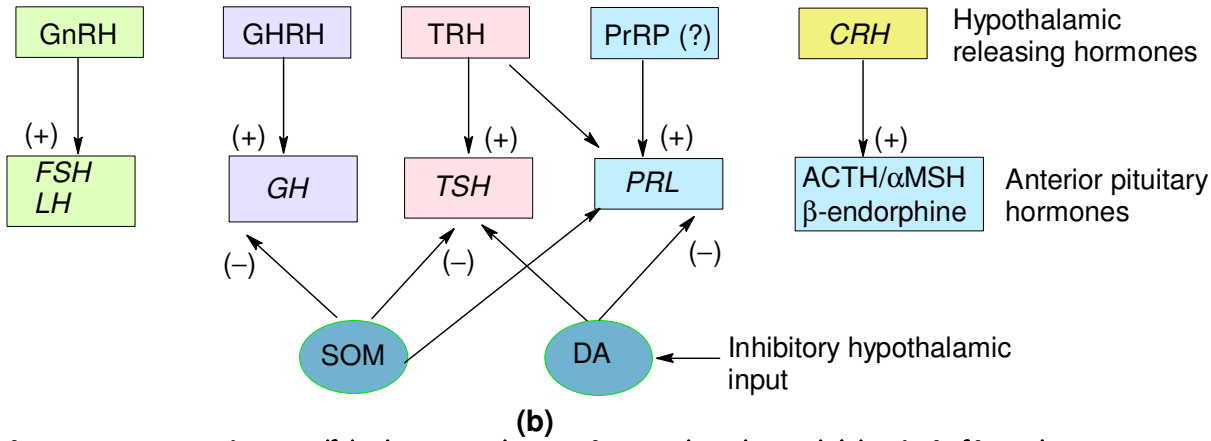 GnRH
GHRH
TRH
PrRP (?)
CRH
Hypothalamic
releasing hormones
(+)
(+)
(+)
(+)
(+)
FSH
LH
GH
TSH
PRL
ACTH/αMSH
β-endorphine
Anterior pituitary
hormones
(−)
(−)
(−)
SOM
DA
Inhibitory hypothalamic
input
(b)